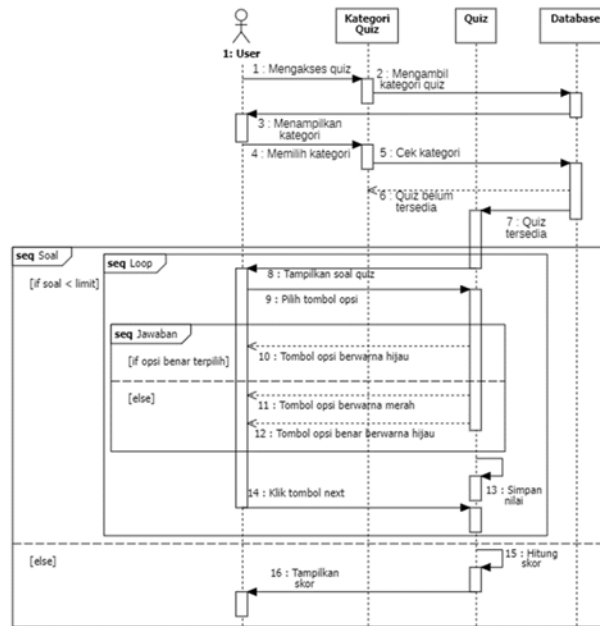 Kategori
Quiz
Quiz
Database
1: User
1 : Mengakses quiz
2 : Mengambil
kategori quiz
3 : Menampilkan
kategori
4 : Memilih kategori
5 : Cek kategori
6 : Quiz belum
tersedia
7 : Quiz
tersedia
seq Soal
[if soal < limit]
seq Loop
8 : Tampilkan soal quiz
9 : Pilih tombol opsi
seq Jawaban
[if opsi benar terpilih]
10 : Tombol opsi berwarna hijau
[else]
11 : Tombol opsi berwarna merah
12 : Tombol opsi benar berwarna hijau
13 : Simpan
nilai
14 : Klik tombol next
[else]
15 : Hitung
skor
16 : Tampilkan
skor